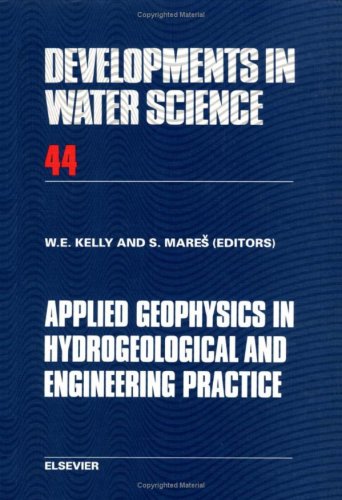 Copyrighted Material
DEVELOPMENTS IN
WATER SCIENCE
44
W.E. KELLY AND S. MAREŠ (EDITORS)
APPLIED GEOPHYSICS IN
HYDROGEOLOGICAL AND
ENGINEERING PRACTICE
ELSEVIER
Copyrighted Material